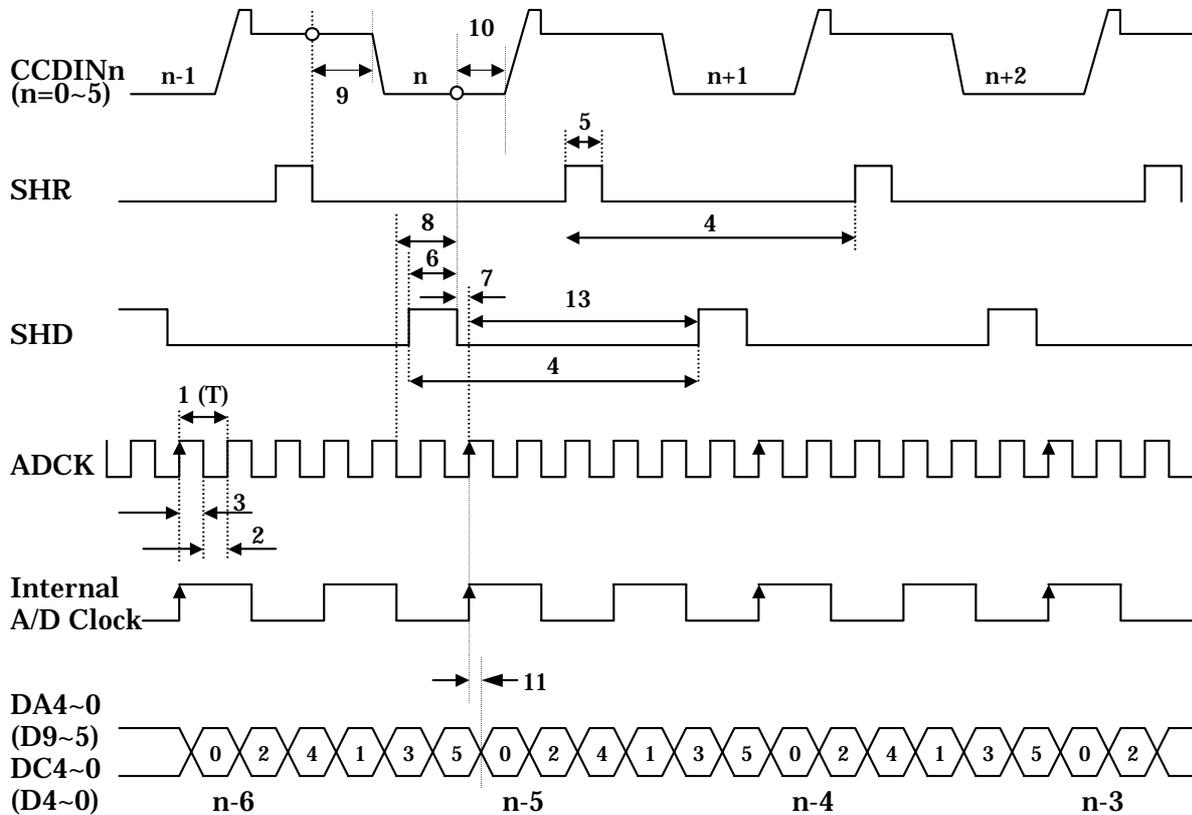 10
CCDINn
(n=0~5)
n-1
n
n+1
n+2
9
5
SHR
8
4
6
7
13
SHD
4
1 (T)
ADCK
3
2
Internal
A/D Clock
11
DA4~0
(D9~5)
DC4~0
(D4~0)
0 2 4 1 3 5 0 2 4 1 3 5 0 2 4 1 3 5 0 2
n-6 n-5 n-4 n-3